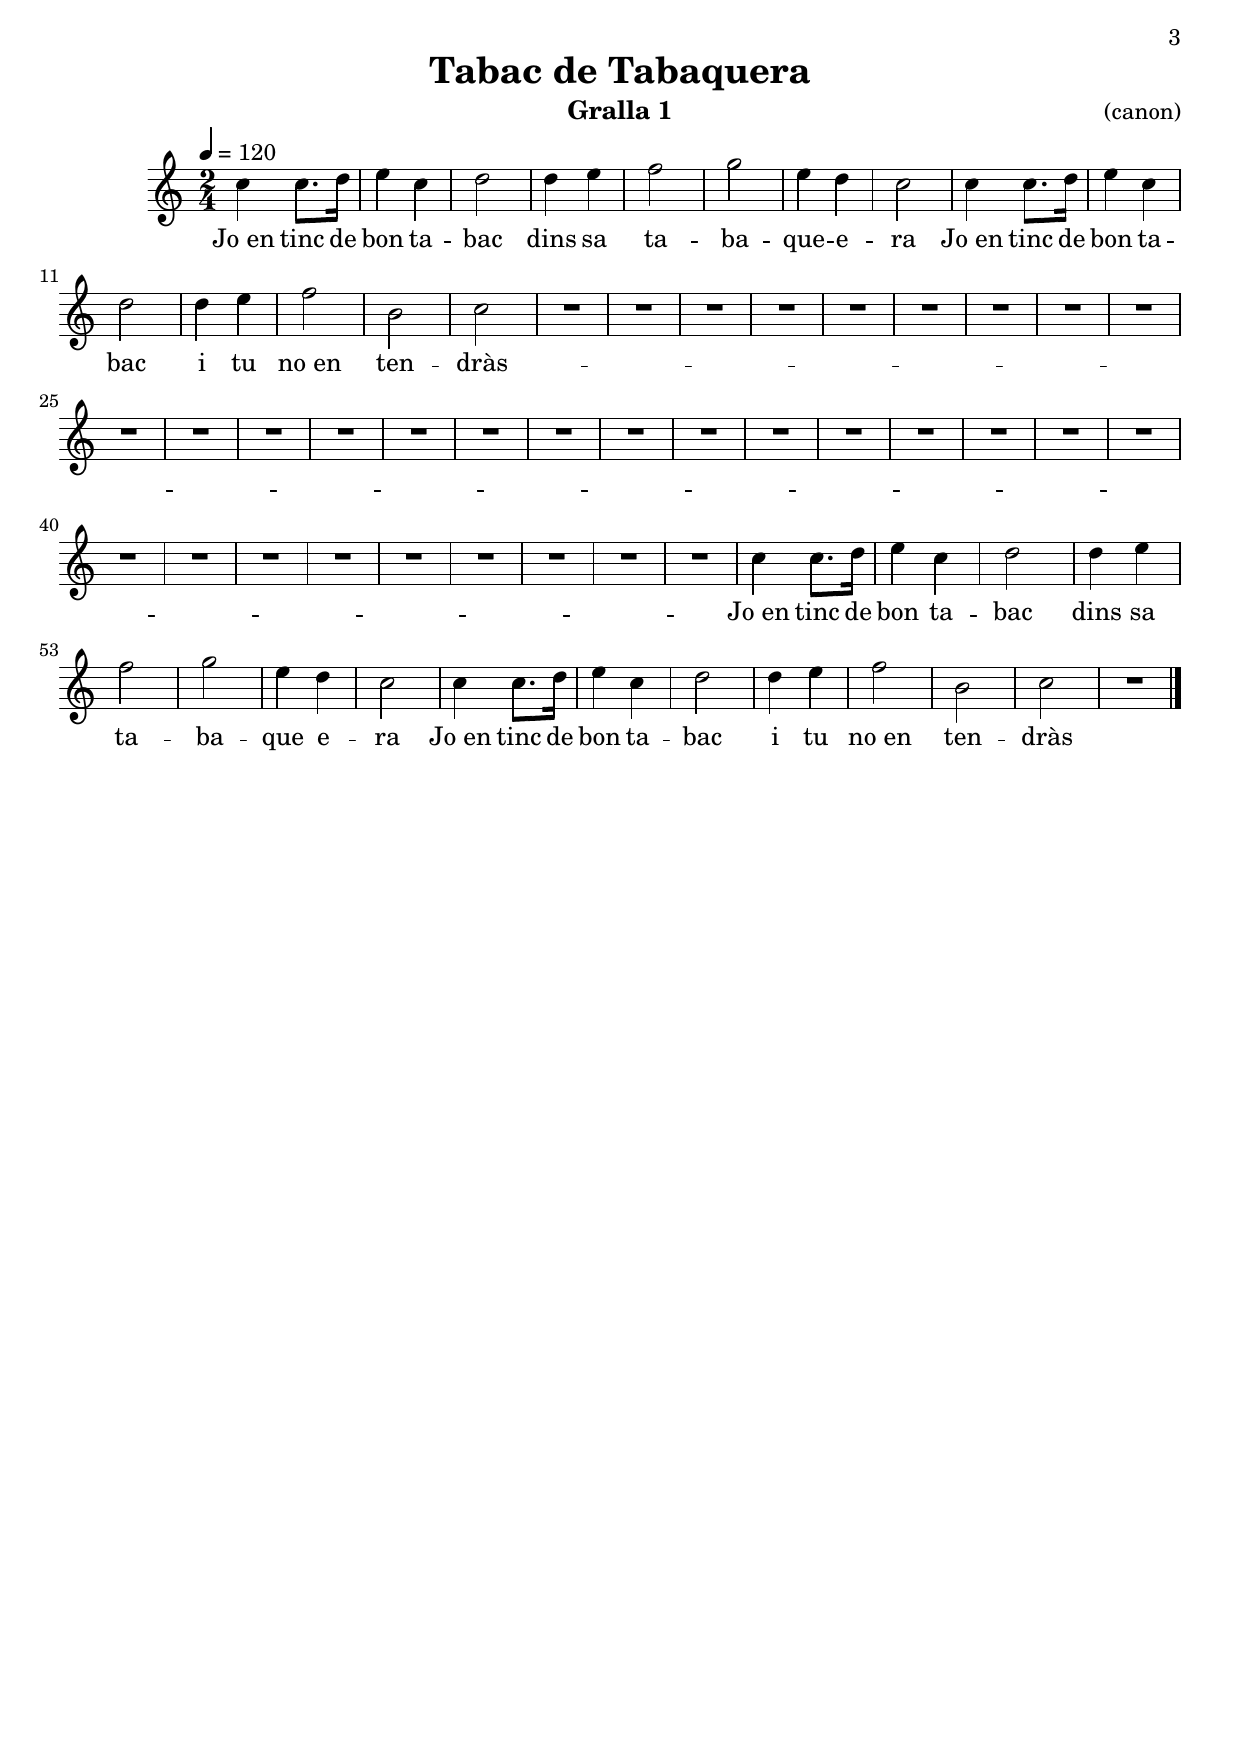 3
Tabac de Tabaquera
Gralla 1 (canon)
= 120
2
4
Jo en tinc de bon ta -- bac dins sa ta -- ba -- que -- e -- ra Jo en tinc de bon ta --
11
bac i tu no en ten -- dràs -- -- -- -- -- -- --
25
-- -- -- -- -- -- -- -- -- --
40
-- -- -- -- -- -- Jo en tinc de bon ta -- bac dins sa
53
ta -- ba -- que e -- ra Jo en tinc de bon ta -- bac i tu no en ten -- dràs